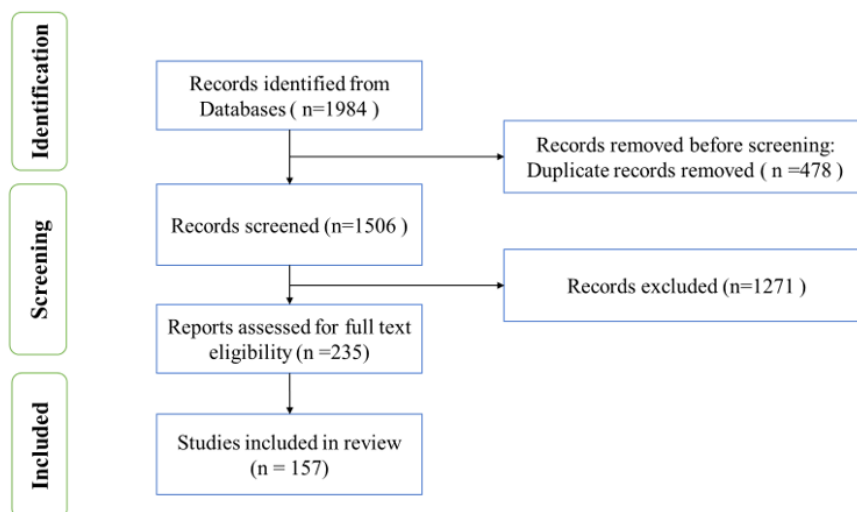 Identification
Records identified from
Databases ( n=1984 )
Records removed before screening:
Duplicate records removed ( n =478 )
Screening
Records screened (n=1506 )
Records excluded (n=1271 )
Reports assessed for full text
eligibility (n =235)
Included
Studies included in review
(n = 157)